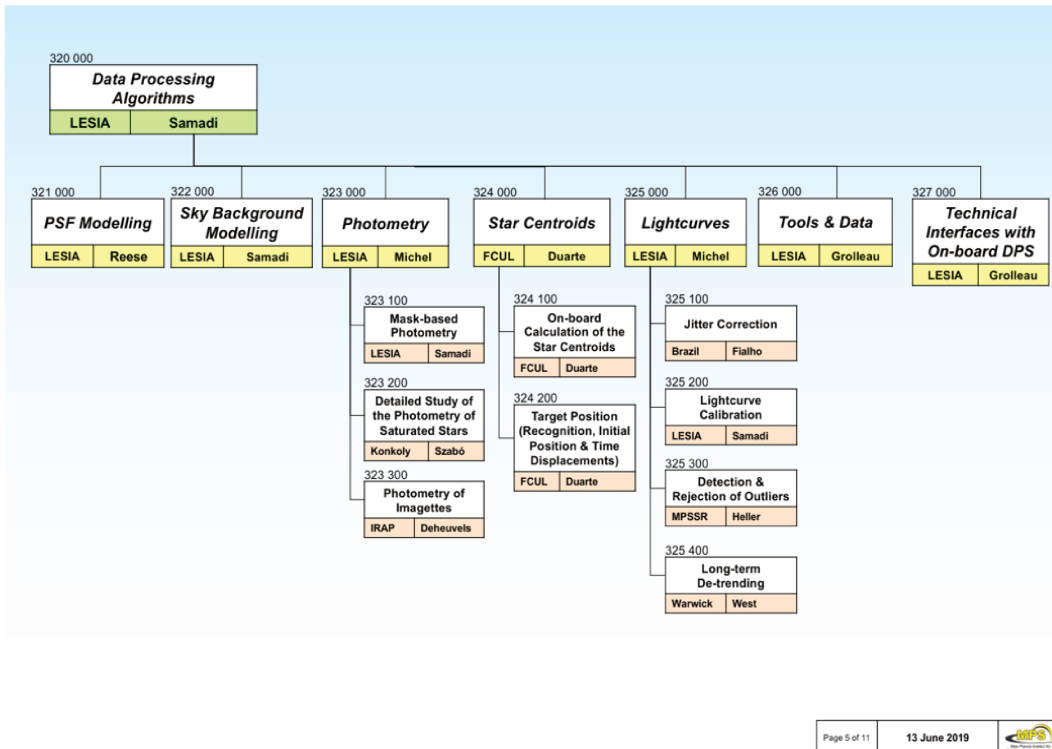 320 000
Data Processing
Algorithms
LESIA Samadi
321 000
PSF Modelling
LESIA Reese
322 000
Sky Background
Modelling
LESIA Samadi
323 000
Photometry
LESIA Michel
324 000
Star Centroids
FCUL Duarte
325 000
Lightcurves
LESIA Michel
326 000
Tools & Data
LESIA Grolleau
327 000
Technical
Interfaces with
On-board DPS
LESIA Grolleau
323 100
Mask-based
Photometry
LESIA Samadi
323 200
Detailed Study of
the Photometry of
Saturated Stars
Konkoly Szabó
323 300
Photometry of
Imagettes
IRAP Deheuvels
324 100
On-board
Calculation of the
Star Centroids
FCUL Duarte
324 200
Target Position
(Recognition, Initial
Position & Time
Displacements)
FCUL Duarte
325 100
Jitter Correction
Brazil Fialho
325 200
Lightcurve
Calibration
LESIA Samadi
325 300
Detection &
Rejection of Outliers
MPSSR Heller
325 400
Long-term
De-trending
Warwick West
Page 5 of 11
13 June 2019
MPS